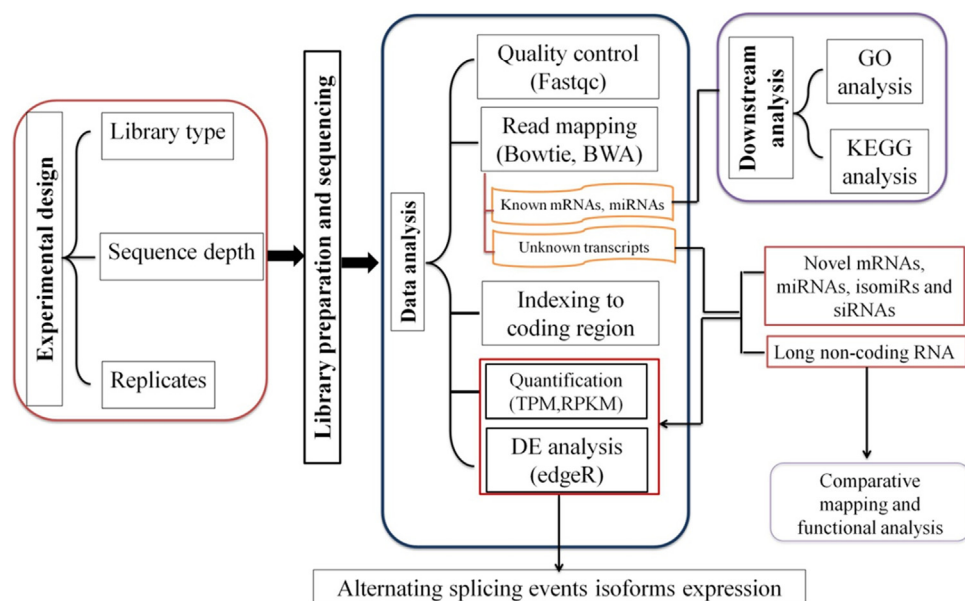 Experimental design
Library type
Sequence depth
Replicates
Library preparation and sequencing
Data analysis
Quality control
(Fastqc)
Read mapping
(Bowtie, BWA)
Known mRNAs, miRNAs
Unknown transcripts
Indexing to
coding region
Quantification
(TPM,RPKM)
DE analysis
(edgeR)
Alternating splicing events isoforms expression
Downstream
analysis
GO
analysis
KEGG
analysis
Novel mRNAs,
miRNAs, isomiRs and
siRNAs
Long non-coding RNA
Comparative
mapping and
functional analysis